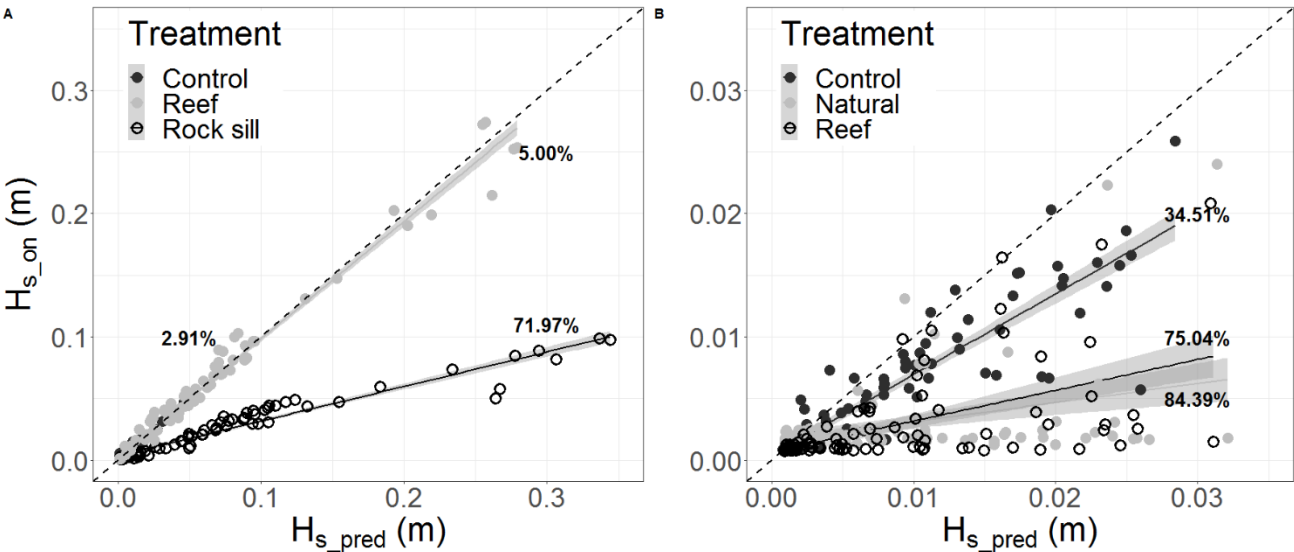 A
Treatment
Control
Reef
Rock sill
5.00%
2.91%
71.97%
0.3
0.2
0.1
0.0
0.0
0.1
0.2
0.3
H_s_on (m)
H_s_pred (m)
B
Treatment
Control
Natural
Reef
34.51%
75.04%
84.39%
0.03
0.02
0.01
0.00
0.00
0.01
0.02
0.03
H_s_pred (m)